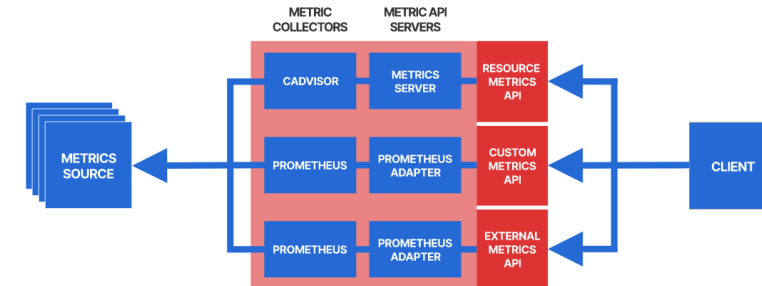 METRIC
COLLECTORS
METRIC API
SERVERS
CADVISOR
METRICS
SERVER
RESOURCE
METRICS
API
METRICS
SOURCE
PROMETHEUS
PROMETHEUS
ADAPTER
CUSTOM
METRICS
API
CLIENT
PROMETHEUS
PROMETHEUS
ADAPTER
EXTERNAL
METRICS
API